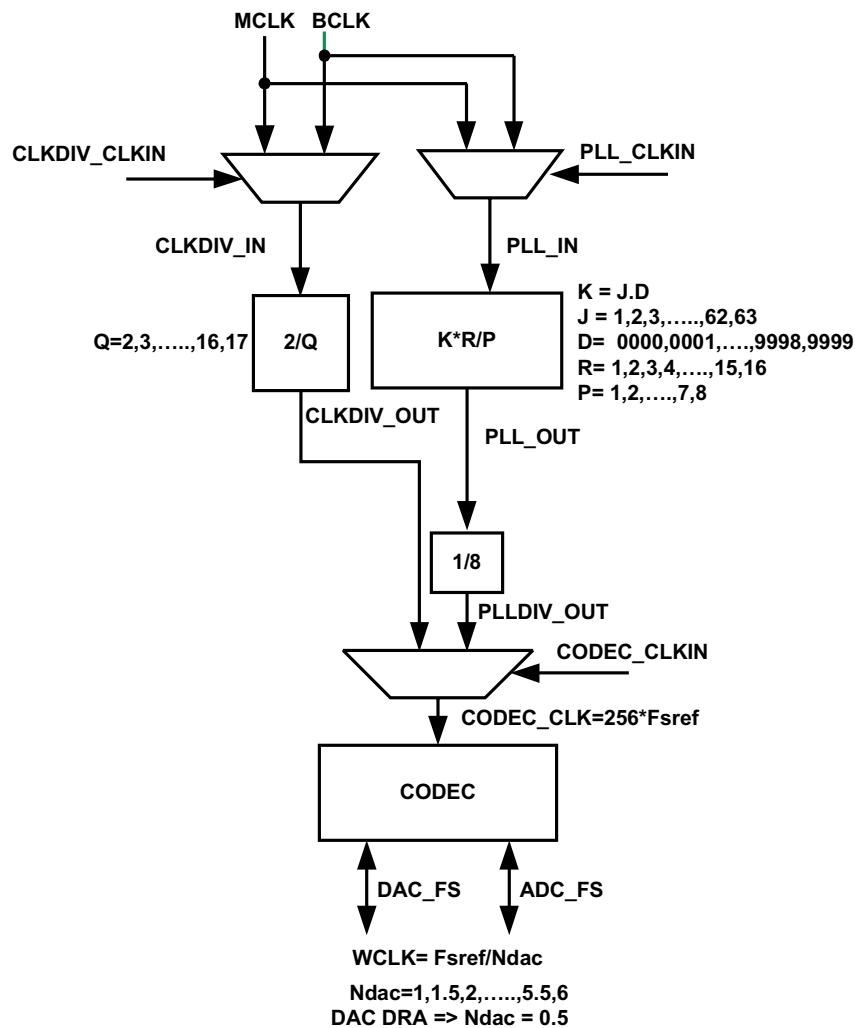 MCLK BCLK
CLKDIV_CLKIN
PLL_CLKIN
CLKDIV_IN
PLL_IN
Q=2,3,…..,16,17
2/Q
K*R/P
K = J.D
J = 1,2,3,…..,62,63
D= 0000,0001,….,9998,9999
R= 1,2,3,4,….,15,16
P= 1,2,….,7,8
CLKDIV_OUT
PLL_OUT
1/8
PLLDIV_OUT
CODEC_CLKIN
CODEC_CLK=256*Fsref
CODEC
DAC_FS
ADC_FS
WCLK= Fsref/Ndac
Ndac=1,1.5,2,…..,5.5,6
DAC DRA => Ndac = 0.5